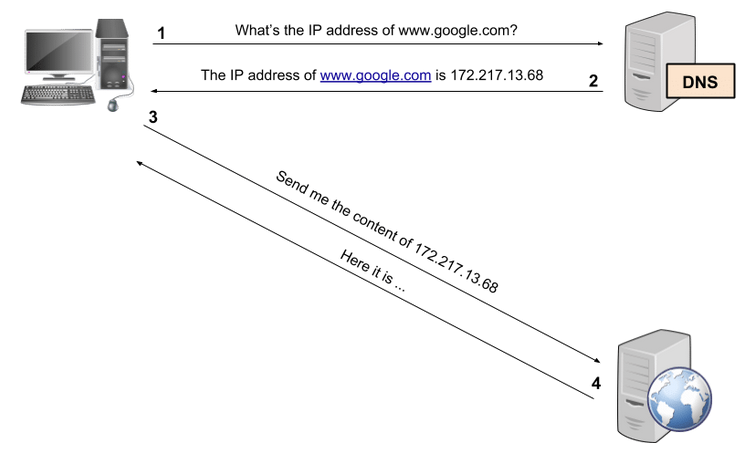 1
What's the IP address of www.google.com?
The IP address of www.google.com is 172.217.13.68
2
DNS
3
Send me the content of 172.217.13.68
Here it is ...
4